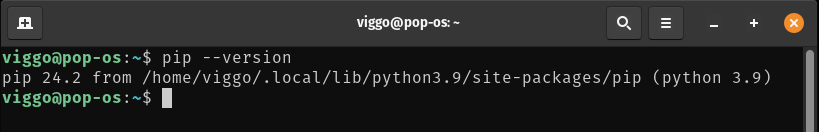 viggo@pop-os: ~
viggo@pop-os:~$ pip --version
pip 24.2 from /home/viggo/.local/lib/python3.9/site-packages/pip (python 3.9)
viggo@pop-os:~$